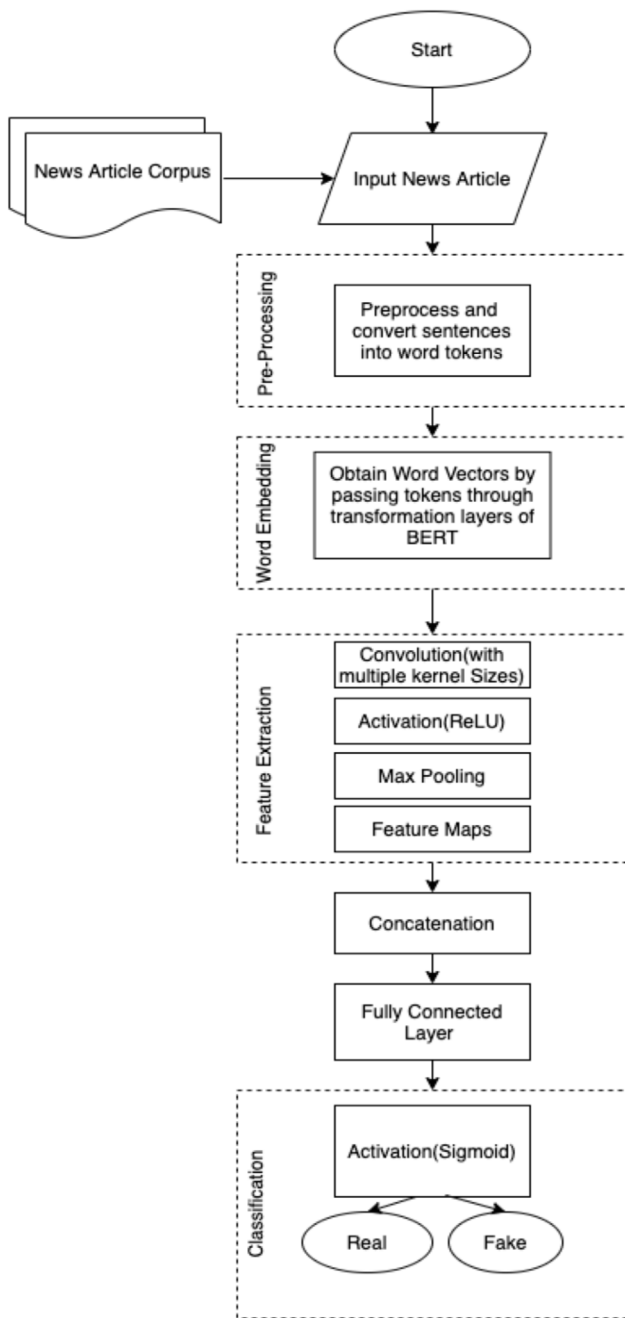 Start
News Article Corpus
Input News Article
Pre-Processing
Preprocess and
convert sentences
into word tokens
Word Embedding
Obtain Word Vectors by
passing tokens through
transformation layers of
BERT
Feature Extraction
Convolution(with
multiple kernel Sizes)
Activation(ReLU)
Max Pooling
Feature Maps
Concatenation
Fully Connected
Layer
Classification
Activation(Sigmoid)
Real
Fake